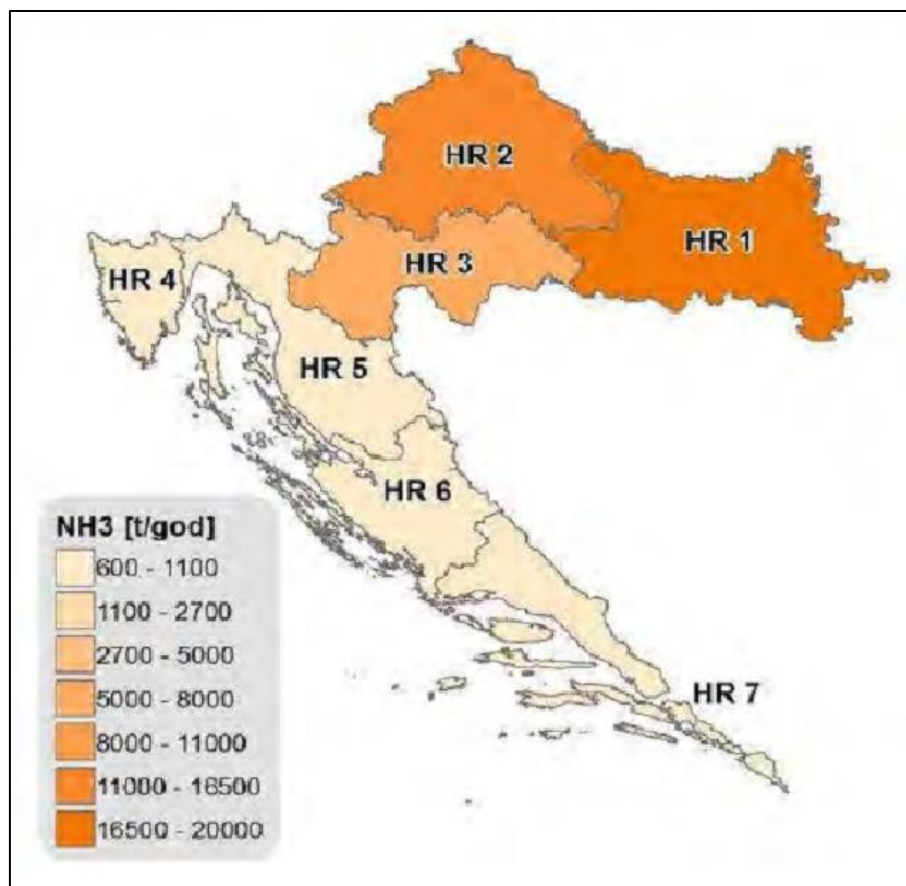 HR 2
HR 1
HR 3
HR 4
HR 5
HR 6
HR 7
NH3 [t/god]
600 - 1100
1100 - 2700
2700 - 5000
5000 - 8000
8000 - 11000
11000 - 16500
16500 - 20000